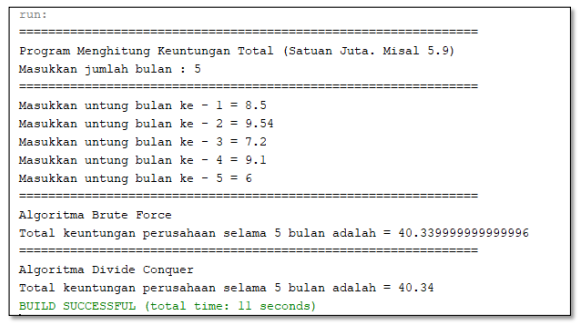 run:
==============================================================
Program Menghitung Keuntungan Total (Satuan Juta. Misal 5.9)
Masukkan jumlah bulan : 5
==============================================================
Masukkan untung bulan ke - 1 = 8.5
Masukkan untung bulan ke - 2 = 9.54
Masukkan untung bulan ke - 3 = 7.2
Masukkan untung bulan ke - 4 = 9.1
Masukkan untung bulan ke - 5 = 6
==============================================================
Algoritma Brute Force
Total keuntungan perusahaan selama 5 bulan adalah = 40.339999999999996
==============================================================
Algoritma Divide Conquer
Total keuntungan perusahaan selama 5 bulan adalah = 40.34
BUILD SUCCESSFUL (total time: 11 seconds)